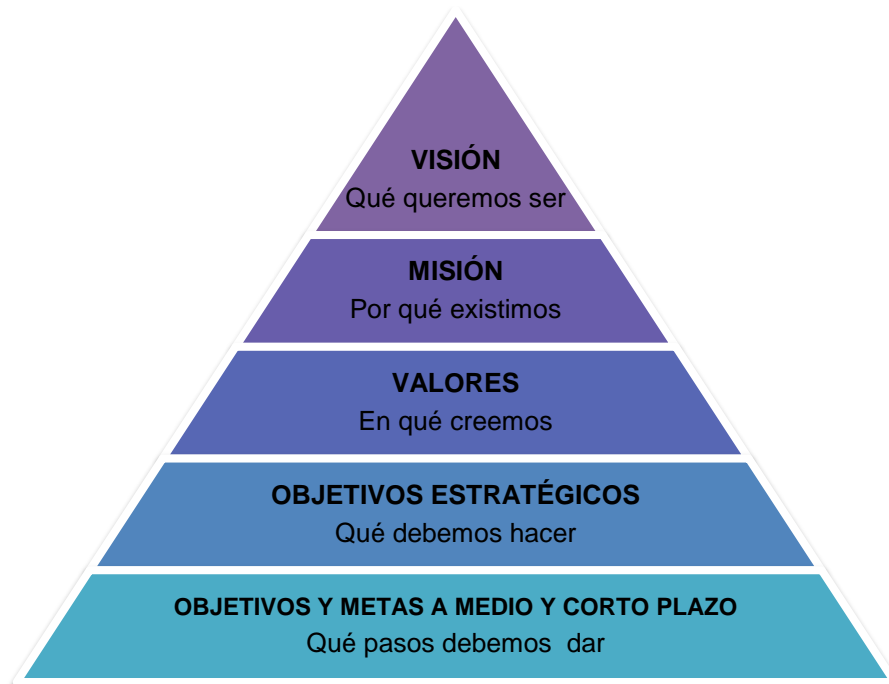 VISIÓN
Qué queremos ser
MISIÓN
Por qué existimos
VALORES
En qué creemos
OBJETIVOS ESTRATÉGICOS
Qué debemos hacer
OBJETIVOS Y METAS A MEDIO Y CORTO PLAZO
Qué pasos debemos dar